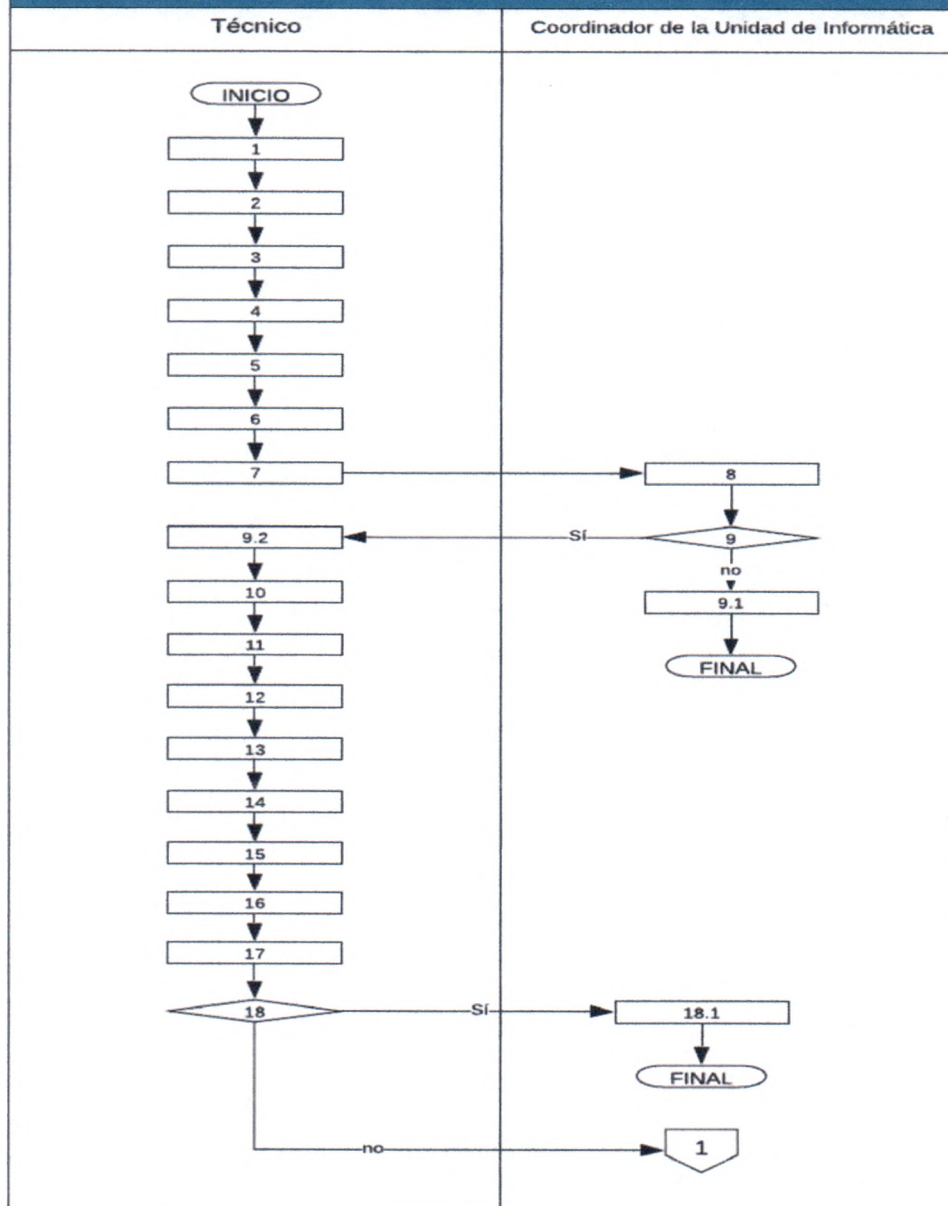 Técnico Coordinador de la Unidad de Informática
INICIO
1
2
3
4
5
6
7 8
9.2 Sí 9
no
10 9.1
11
FINAL
12
13
14
15
16
17
18 Sí 18.1
FINAL
no 1